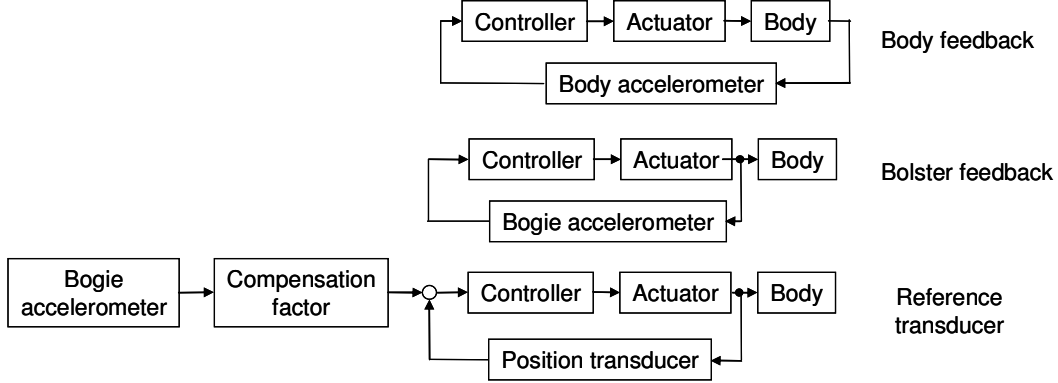 Controller
Actuator
Body
Body feedback
Body accelerometer
Controller
Actuator
Body
Bolster feedback
Bogie accelerometer
Bogie
accelerometer
Compensation
factor
Controller
Actuator
Body
Reference
transducer
Position transducer